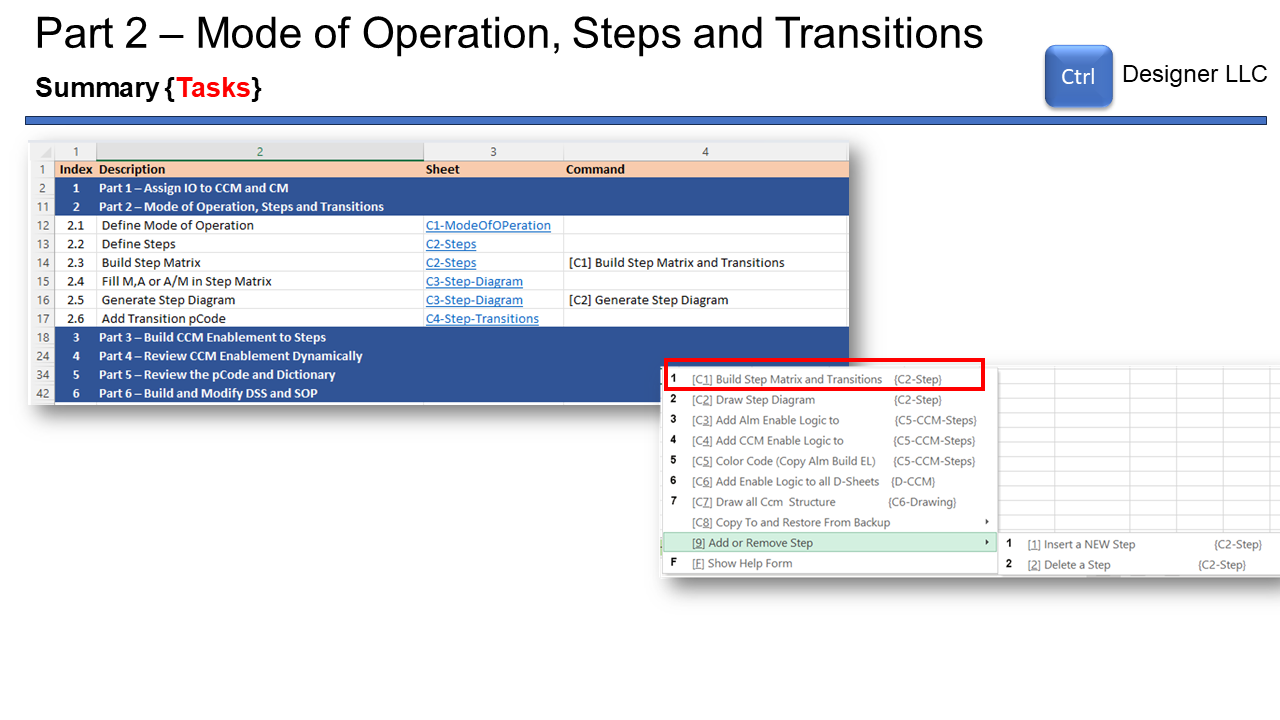 Part 2 – Mode of Operation, Steps and Transitions
Summary {Tasks}
Ctrl
Designer LLC
1 2 3 4
1 Index Description Sheet Command
2 1 Part 1 – Assign IO to CCM and CM
11 2 Part 2 – Mode of Operation, Steps and Transitions
12 2.1 Define Mode of Operation C1-ModeOfOPeration
13 2.2 Define Steps C2-Steps
14 2.3 Build Step Matrix C2-Steps [C1] Build Step Matrix and Transitions
15 2.4 Fill M,A or A/M in Step Matrix C3-Step-Diagram
16 2.5 Generate Step Diagram C3-Step-Diagram [C2] Generate Step Diagram
17 2.6 Add Transition pCode C4-Step-Transitions
18 3 Part 3 – Build CCM Enablement to Steps
24 4 Part 4 – Review CCM Enablement Dynamically
34 5 Part 5 – Review the pCode and Dictionary
42 6 Part 6 – Build and Modify DSS and SOP
1 [C1] Build Step Matrix and Transitions {C2-Step}
2 [C2] Draw Step Diagram {C2-Step}
3 [C3] Add Alm Enable Logic to {C5-CCM-Steps}
4 [C4] Add CCM Enable Logic to {C5-CCM-Steps}
5 [C5] Color Code (Copy Alm Build EL) {C5-CCM-Steps}
6 [C6] Add Enable Logic to all D-Sheets {D-CCM}
7 [C7] Draw all Ccm Structure {C6-Drawing}
[C8] Copy To and Restore From Backup
[9] Add or Remove Step
F [F] Show Help Form
1 [1] Insert a NEW Step {C2-Step}
2 [2] Delete a Step {C2-Step}